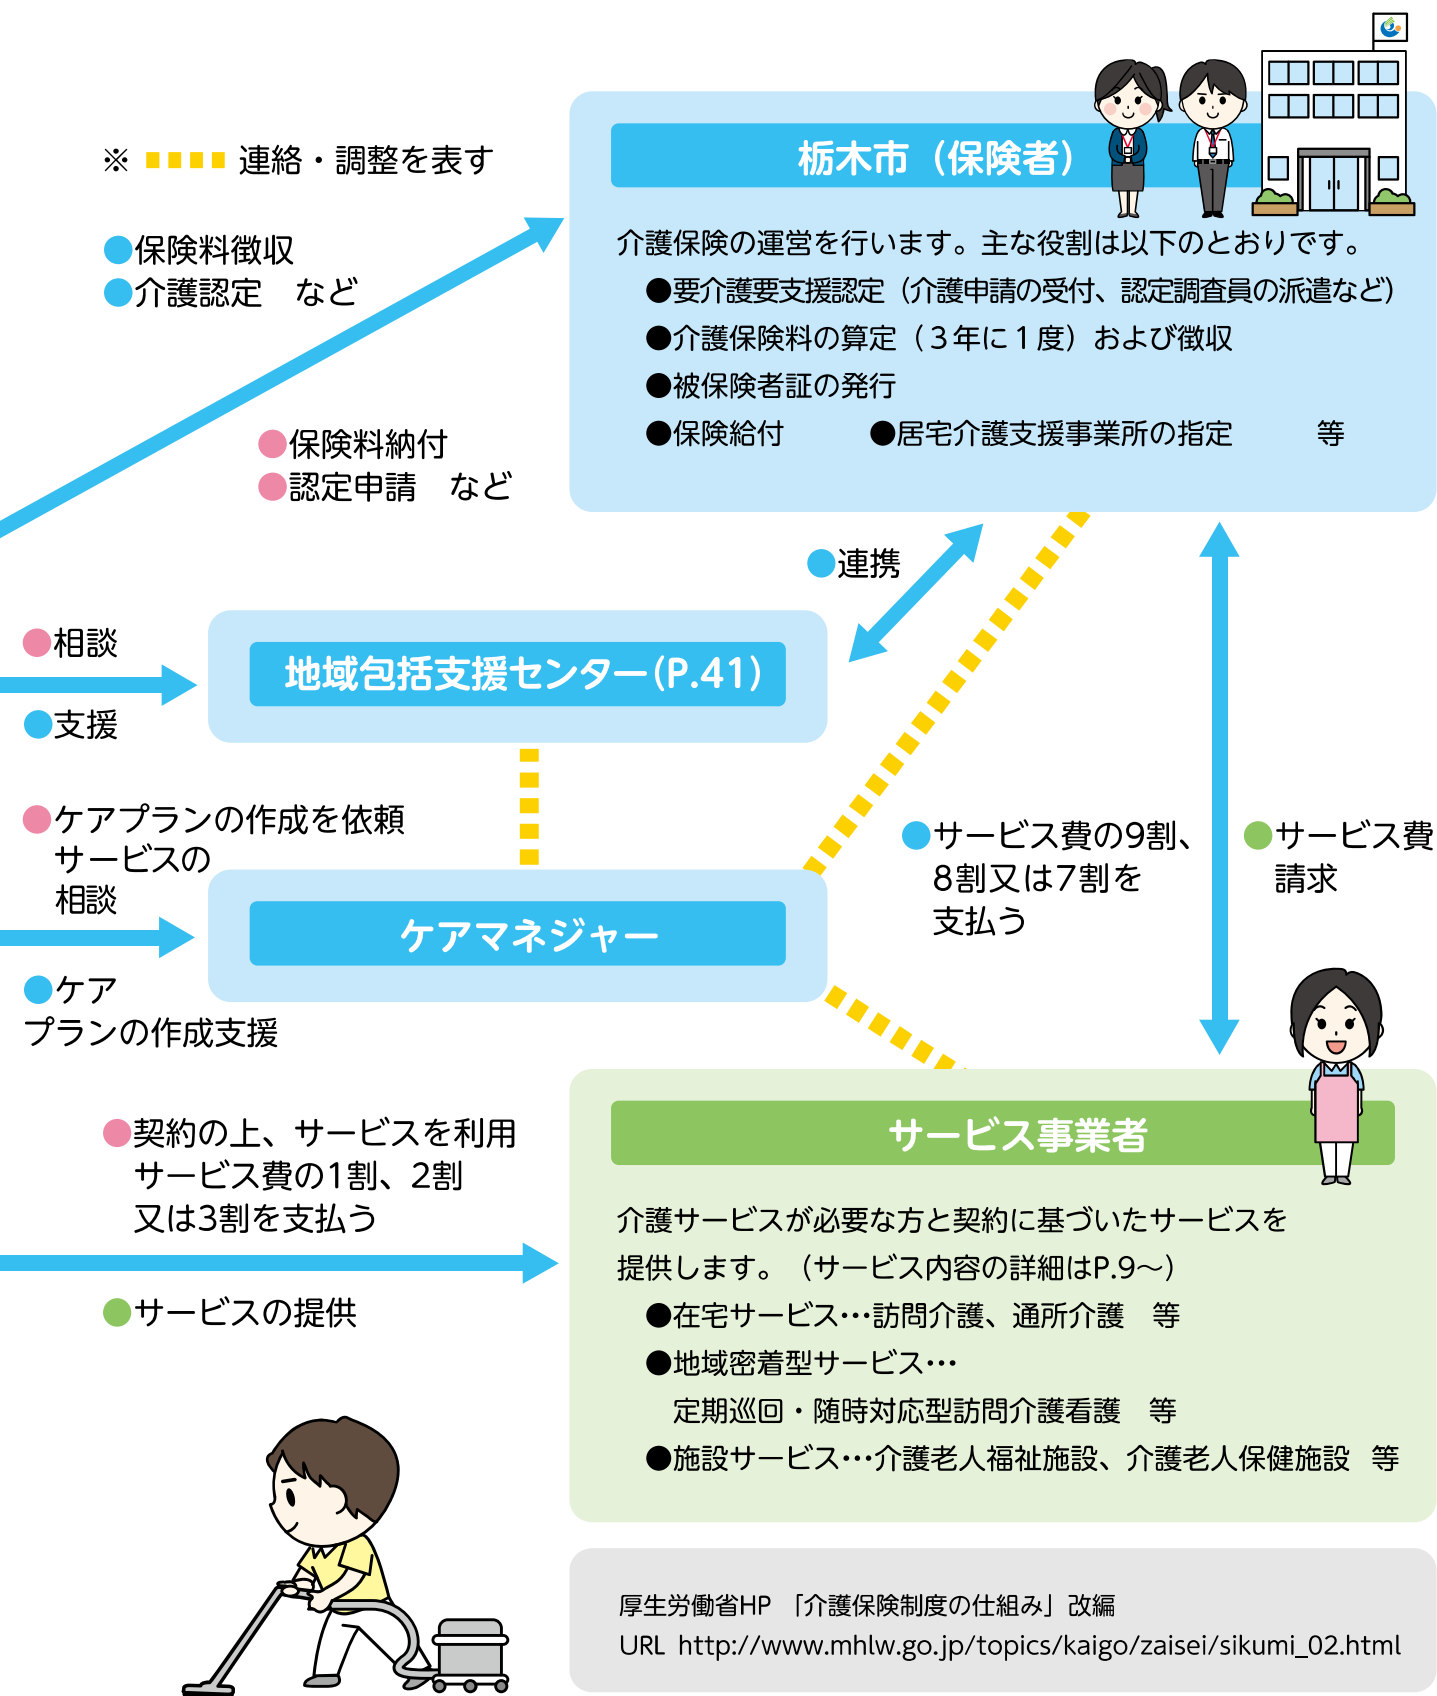 ※ 連絡・調整を表す
●保険料徴収
●介護認定　など
●保険料納付
●認定申請　など
栃木市（保険者）
介護保険の運営を行います。主な役割は以下のとおりです。
●要介護要支援認定（介護申請の受付、認定調査員の派遣など）
●介護保険料の算定（３年に１度）および徴収
●被保険者証の発行
●保険給付　●居宅介護支援事業所の指定　等
●連携
●相談
●支援
地域包括支援センター（P.41）
●ケアプランの作成を依頼
サービスの
相談
●ケア
プランの作成支援
ケアマネジャー
●サービス費の9割、
8割又は7割を
支払う
●サービス費
請求
●契約の上、サービスを利用
サービス費の1割、2割
又は3割を支払う
●サービスの提供
サービス事業者
介護サービスが必要な方と契約に基づいたサービスを
提供します。（サービス内容の詳細はP.9～）
●在宅サービス…訪問介護、通所介護　等
●地域密着型サービス…
定期巡回・随時対応型訪問介護看護　等
●施設サービス…介護老人福祉施設、介護老人保健施設　等
厚生労働省HP　「介護保険制度の仕組み」改編
URL http://www.mhlw.go.jp/topics/kaigo/zaisei/sikumi_02.html